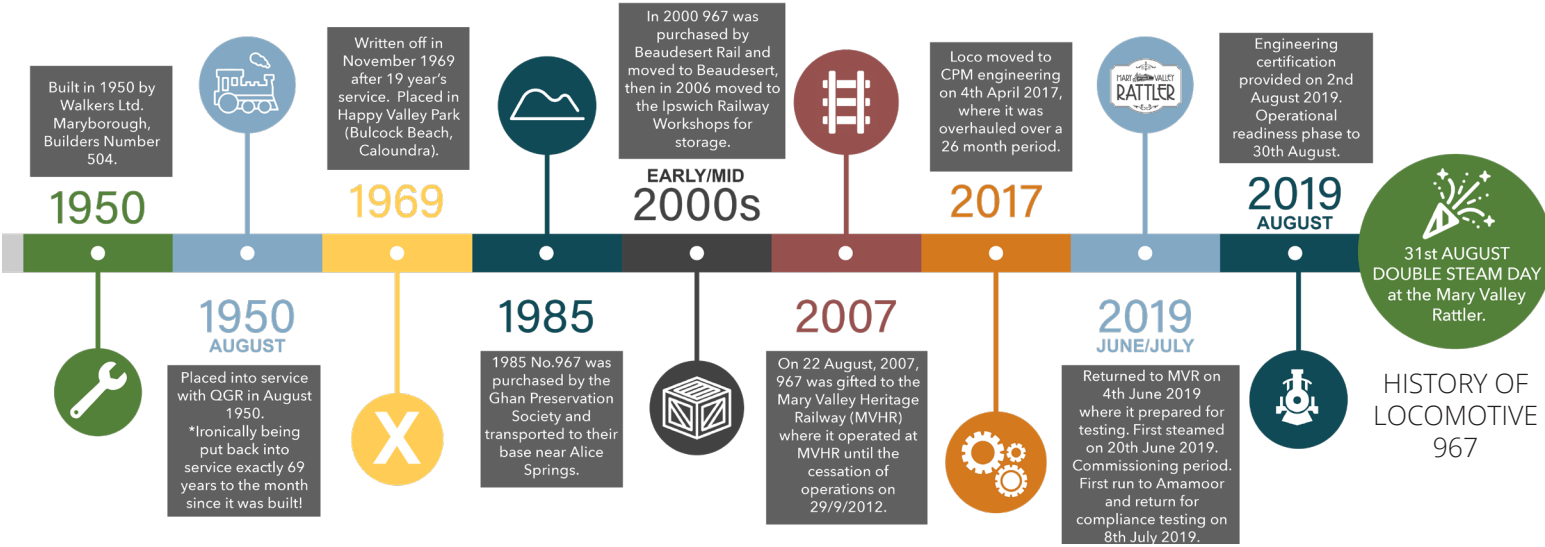 Built in 1950 by
Walkers Ltd.
Maryborough,
Builders Number
504.
1950
1950
AUGUST
Placed into service
with QGR in August
1950.
*Ironically being
put back into
service exactly 69
years to the month
since it was built!
Written off in
November 1969
after 19 year’s
service. Placed in
Happy Valley Park
(Bulcock Beach,
Caloundra).
1969
X
1985
1985 No.967 was
purchased by the
Ghan Preservation
Society and
transported to their
base near Alice
Springs.
In 2000 967 was
purchased by
Beaudesert Rail and
moved to Beaudesert,
then in 2006 moved to
the Ipswich Railway
Workshops for
storage.
EARLY/MID
2000s
2007
On 22 August, 2007,
967 was gifted to the
Mary Valley Heritage
Railway (MVHR)
where it operated at
MVHR until the
cessation of
operations on
29/9/2012.
Loco moved to
CPM engineering
on 4th April 2017,
where it was
overhauled over a
26 month period.
2017
MARY VALLEY
RATTLER
2019
JUNE/JULY
Returned to MVR on
4th June 2019
where it prepared for
testing. First steamed
on 20th June 2019.
Commissioning period.
First run to Amamoor
and return for
compliance testing on
8th July 2019.
Engineering
certification
provided on 2nd
August 2019.
Operational
readiness phase to
30th August.
2019
AUGUST
31st AUGUST
DOUBLE STEAM DAY
at the Mary Valley
Rattler.
HISTORY OF
LOCOMOTIVE
967